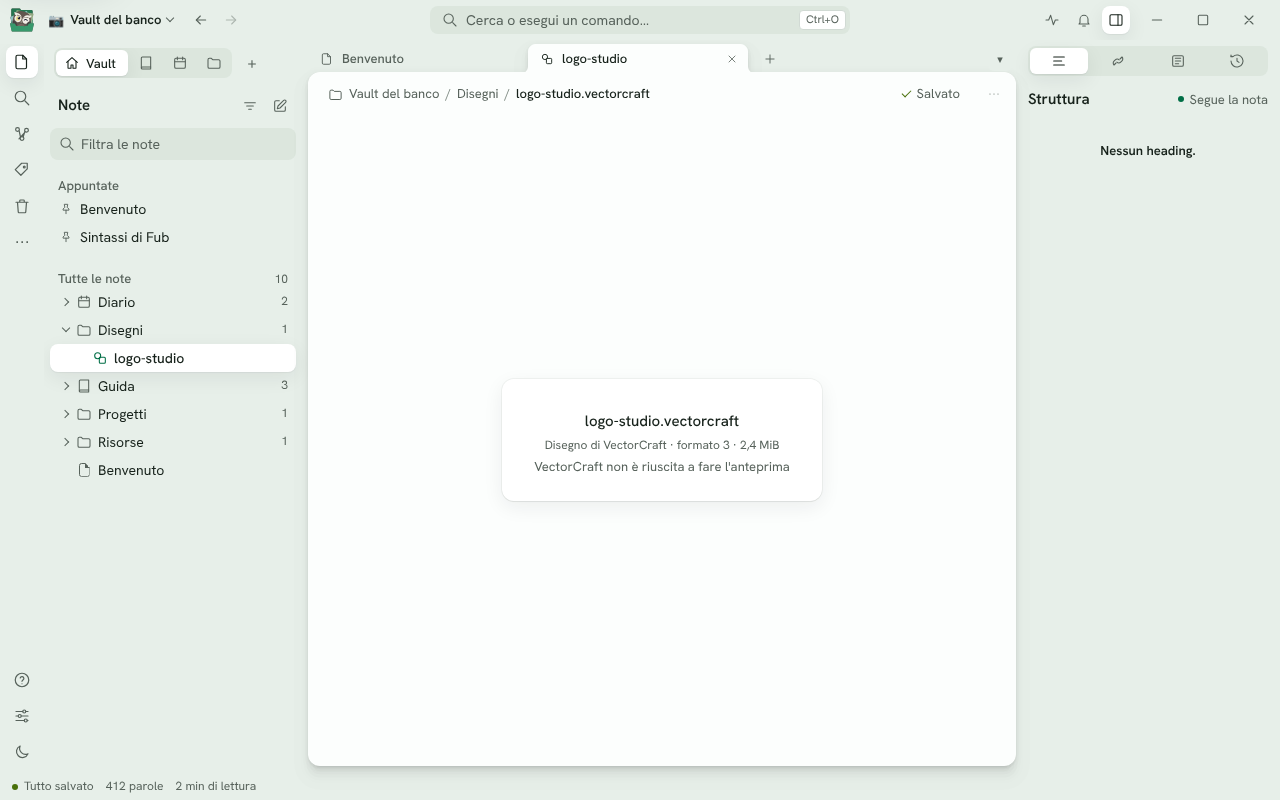 Vault del banco
Cerca o esegui un comando…
Ctrl+O
Vault
Note
Filtra le note
Appuntate
Benvenuto
Sintassi di Fub
Tutte le note 10
Diario 2
Disegni 1
logo-studio
Guida 3
Progetti 1
Risorse 1
Benvenuto
Benvenuto
logo-studio
Vault del banco / Disegni / logo-studio.vectorcraft
Salvato
logo-studio.vectorcraft
Disegno di VectorCraft · formato 3 · 2,4 MiB
VectorCraft non è riuscita a fare l'anteprima
Struttura
Segue la nota
Nessun heading.
Tutto salvato 412 parole 2 min di lettura